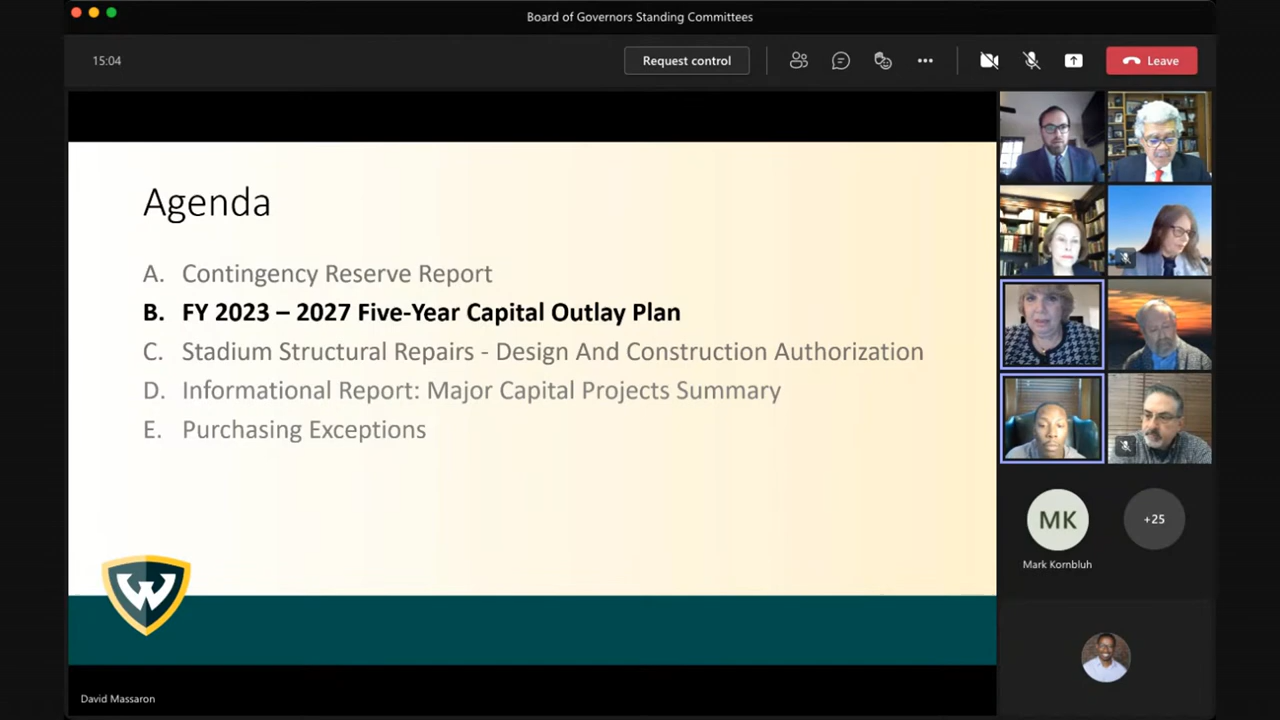 Board of Governors Standing Committees
15:04
Request control
Leave
Agenda
A. Contingency Reserve Report
B. FY 2023 – 2027 Five-Year Capital Outlay Plan
C. Stadium Structural Repairs - Design And Construction Authorization
D. Informational Report: Major Capital Projects Summary
E. Purchasing Exceptions
W
MK
+25
Mark Kornbluh
David Massaron